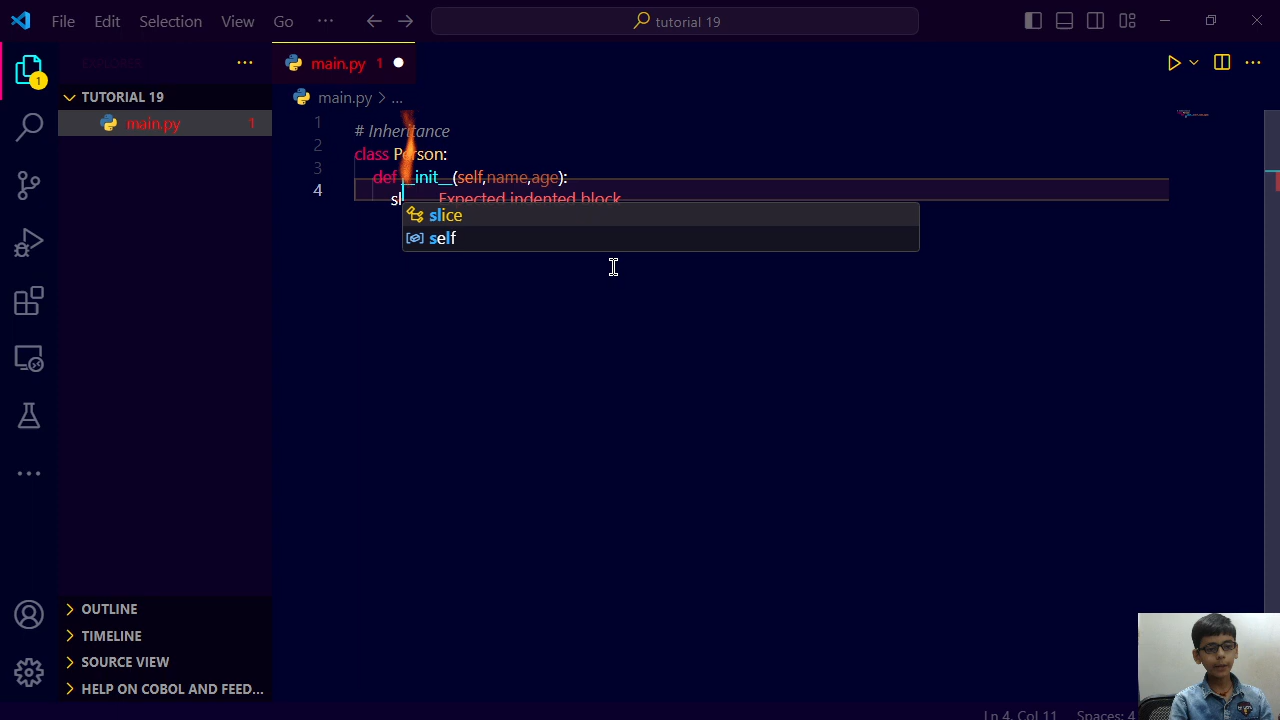 File Edit Selection View Go ··· tutorial 19
1
main.py 1
TUTORIAL 19
main.py 1
main.py > ...
1 # Inheritance
2 class Person:
3 def __init__(self,name,age):
4 sl Expected indented block
slice
self
OUTLINE
TIMELINE
SOURCE VIEW
HELP ON COBOL AND FEED...
Ln 4, Col 11 Spaces: 4